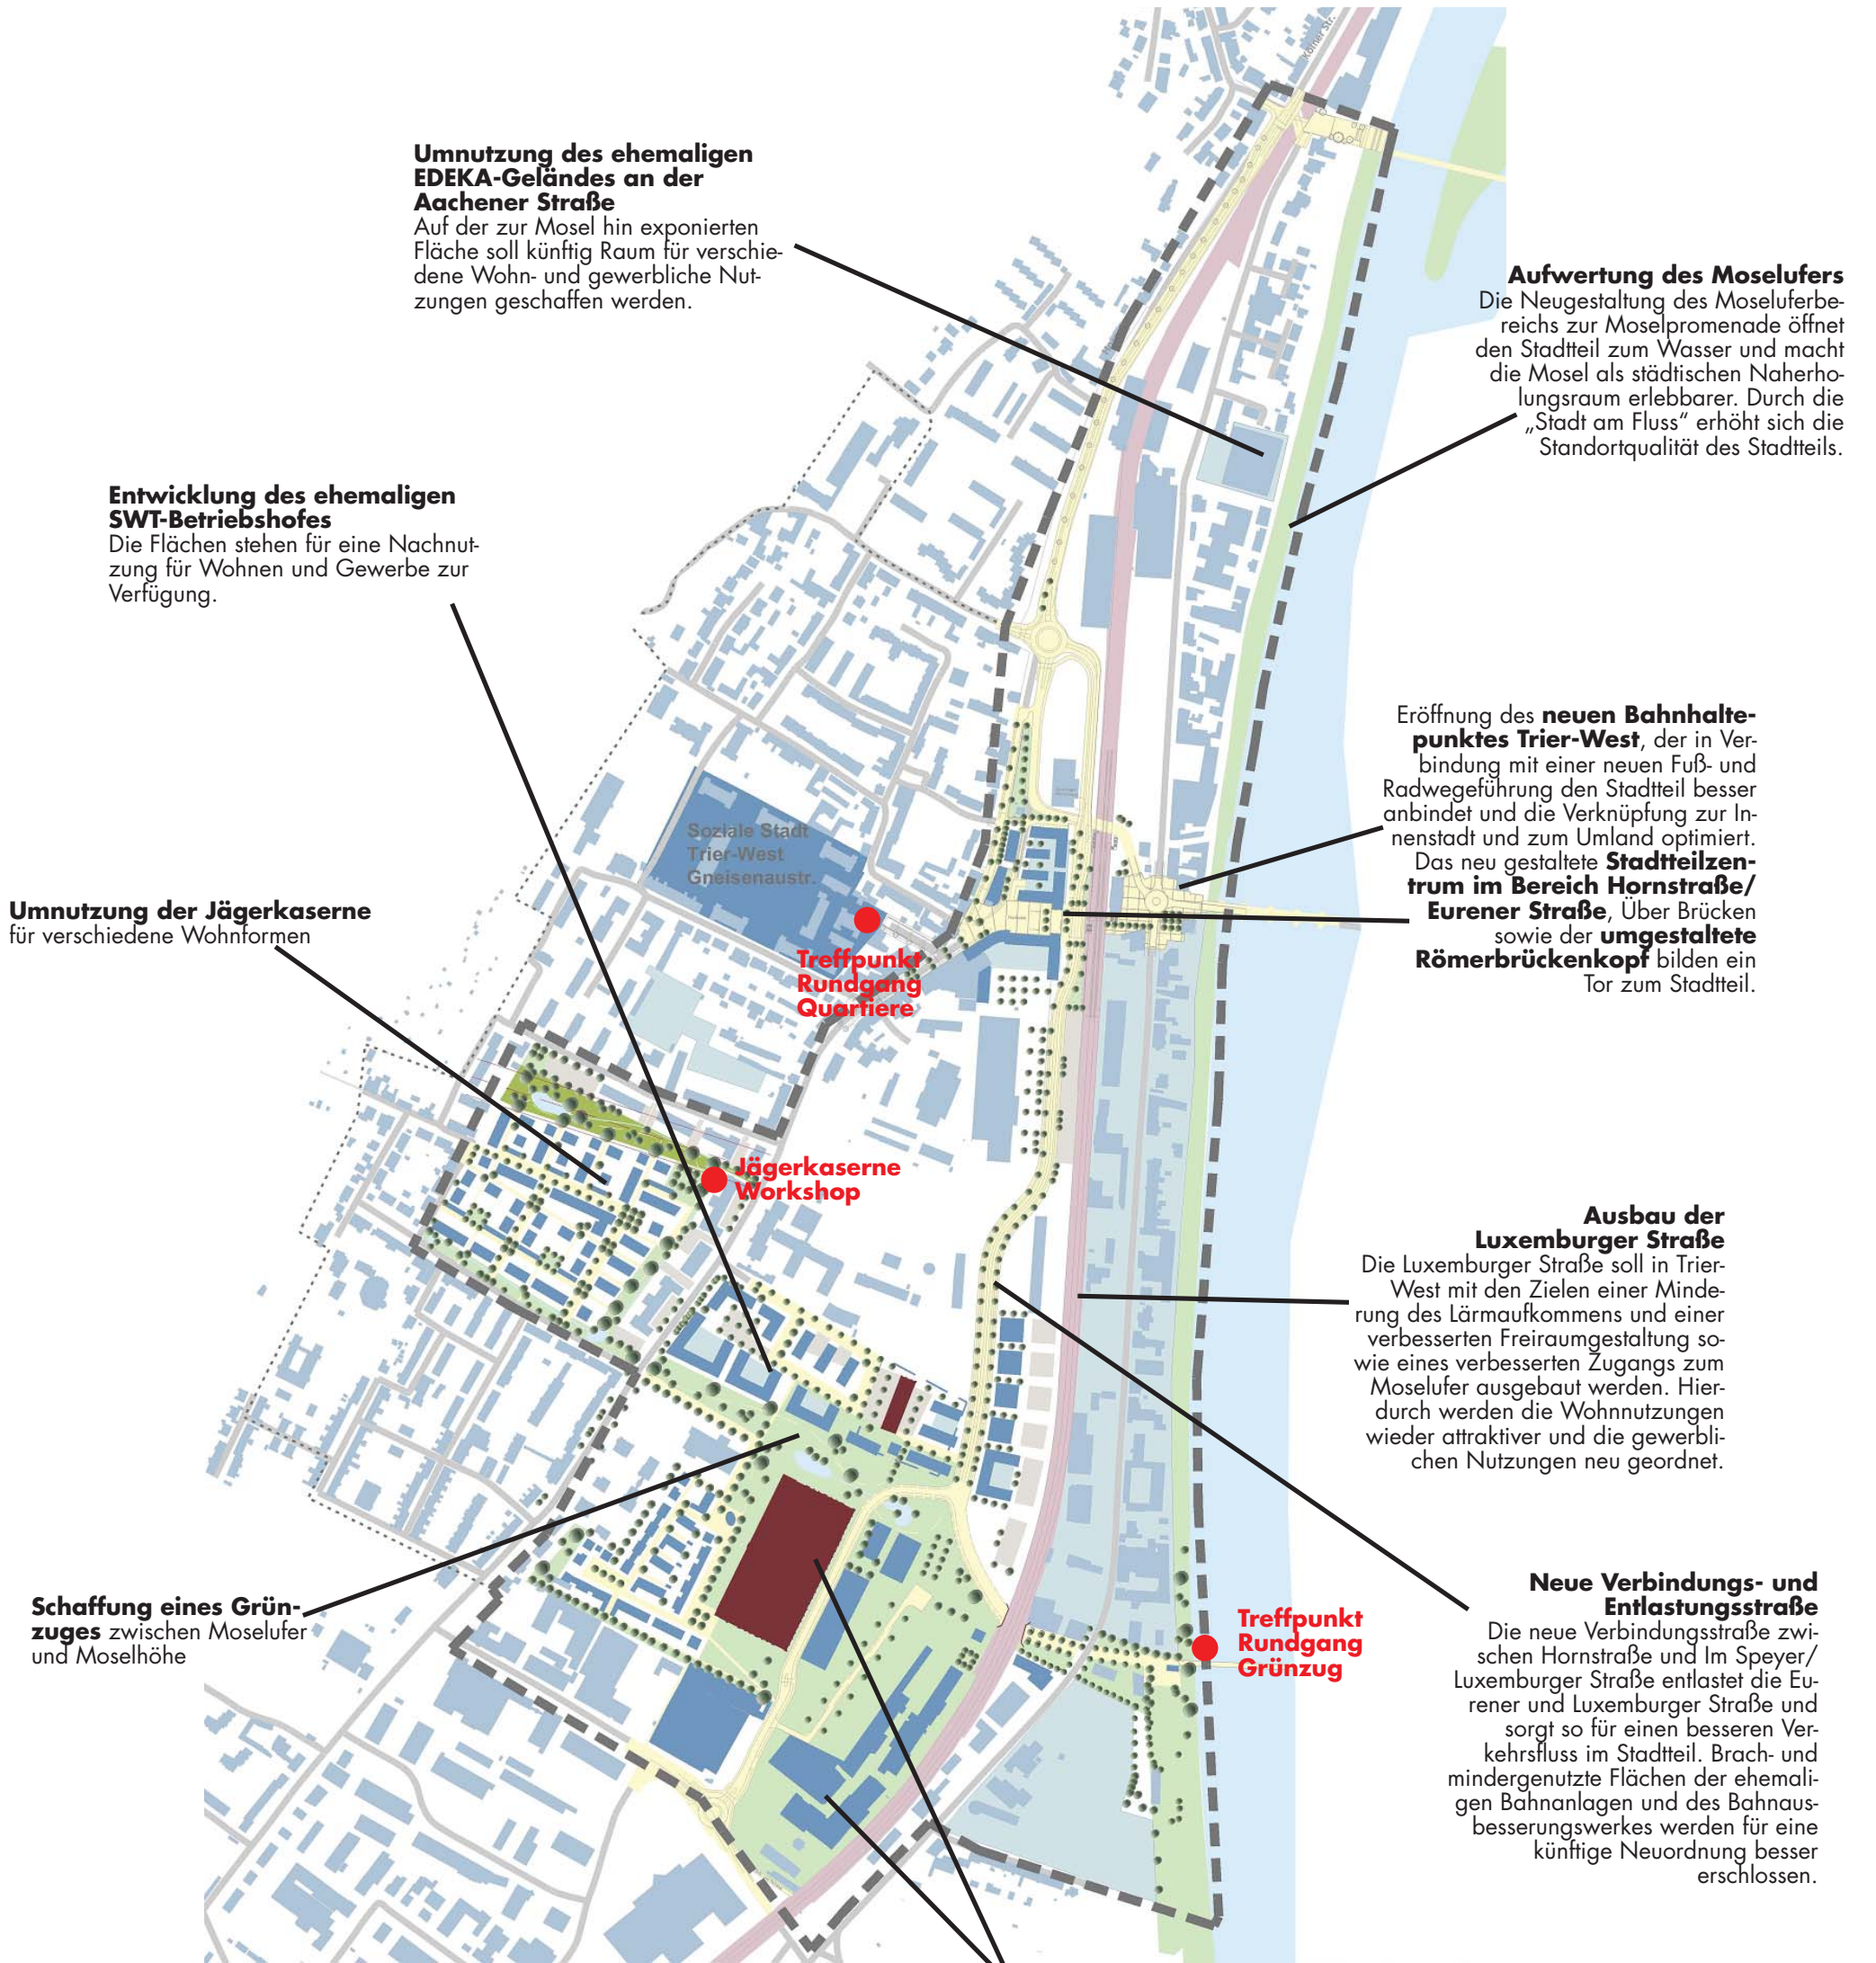 Kölner Str.
Umnutzung des ehemaligen
EDEKA-Geländes an der
Aachener Straße
Auf der zur Mosel hin exponierten
Fläche soll künftig Raum für verschie-
dene Wohn- und gewerbliche Nut-
zungen geschaffen werden.
Aufwertung des Moselufers
Die Neugestaltung des Moseluferbe-
reichs zur Moselpromenade öffnet
den Stadtteil zum Wasser und macht
die Mosel als städtischen Naherho-
lungsraum erlebbarer. Durch die
„Stadt am Fluss“ erhöht sich die
Standortqualität des Stadtteils.
Entwicklung des ehemaligen
SWT-Betriebshofes
Die Flächen stehen für eine Nachnut-
zung für Wohnen und Gewerbe zur
Verfügung.
Eröffnung des neuen Bahnhalte-
punktes Trier-West, der in Ver-
bindung mit einer neuen Fuß- und
Radwegeführung den Stadtteil besser
anbindet und die Verknüpfung zur In-
nenstadt und zum Umland optimiert.
Das neu gestaltete Stadtteilzen-
trum im Bereich Hornstraße/
Eurener Straße, Über Brücken
sowie der umgestaltete
Römerbrückenkopf bilden ein
Tor zum Stadtteil.
Soziale Stadt
Trier-West
Gneisenaustr.
Umnutzung der Jägerkaserne
für verschiedene Wohnformen
Treffpunkt
Rundgang
Quartiere
Jägerkaserne
Workshop
Ausbau der
Luxemburger Straße
Die Luxemburger Straße soll in Trier-
West mit den Zielen einer Minde-
rung des Lärmaufkommens und einer
verbesserten Freiraumgestaltung so-
wie eines verbesserten Zugangs zum
Moselufer ausgebaut werden. Hier-
durch werden die Wohnnutzungen
wieder attraktiver und die gewerbli-
chen Nutzungen neu geordnet.
Schaffung eines Grün-
zuges zwischen Moselufer
und Moselhöhe
Treffpunkt
Rundgang
Grünzug
Neue Verbindungs- und
Entlastungsstraße
Die neue Verbindungsstraße zwi-
schen Hornstraße und Im Speyer/
Luxemburger Straße entlastet die Eu-
rener und Luxemburger Straße und
sorgt so für einen besseren Ver-
kehrsfluss im Stadtteil. Brach- und
mindergenutzte Flächen der ehemali-
gen Bahnanlagen und des Bahnaus-
besserungswerkes werden für eine
künftige Neuordnung besser
erschlossen.